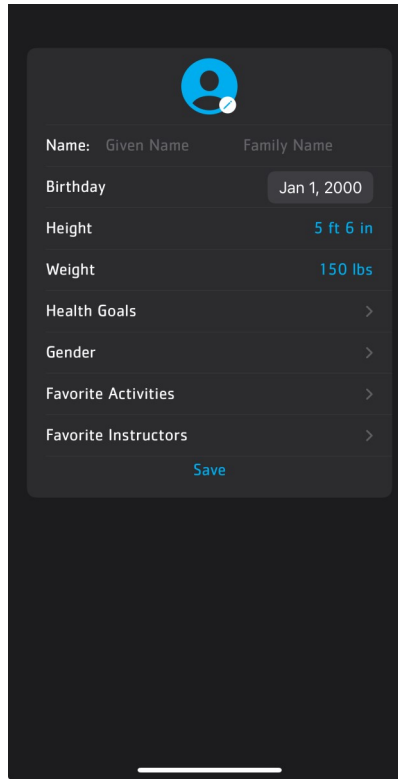 Name: Given Name Family Name
Birthday Jan 1, 2000
Height 5 ft 6 in
Weight 150 lbs
Health Goals
Gender
Favorite Activities
Favorite Instructors
Save